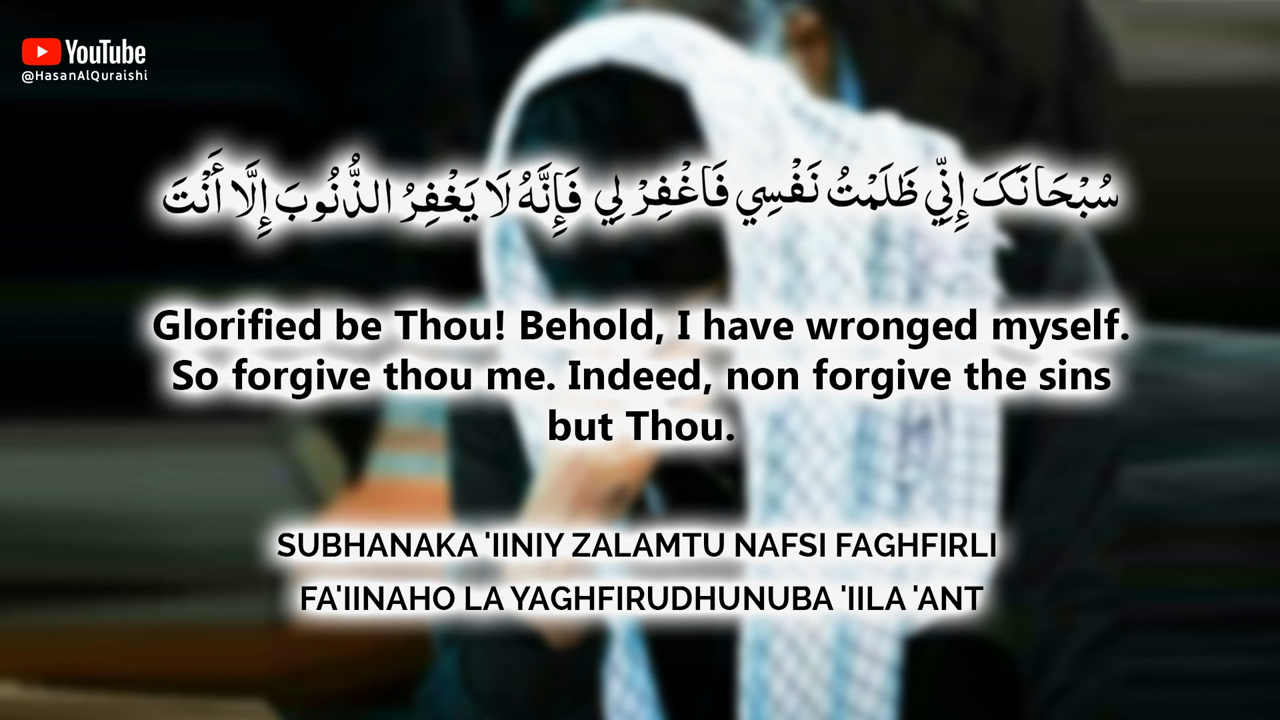 YouTube
@HasanAlQuraishi
سُبْحَانَکَ إِنِّي ظَلَمْتُ نَفْسِي فَاغْفِرْ لِي فَإِنَّهُ لَا يَغْفِرُ الذُّنُوبَ إِلَّا أَنْتَ
Glorified be Thou! Behold, I have wronged myself.
So forgive thou me. Indeed, non forgive the sins
but Thou.
SUBHANAKA 'IINIY ZALAMTU NAFSI FAGHFIRLI
FA'IINAHO LA YAGHFIRUDHUNUBA 'IILA 'ANT